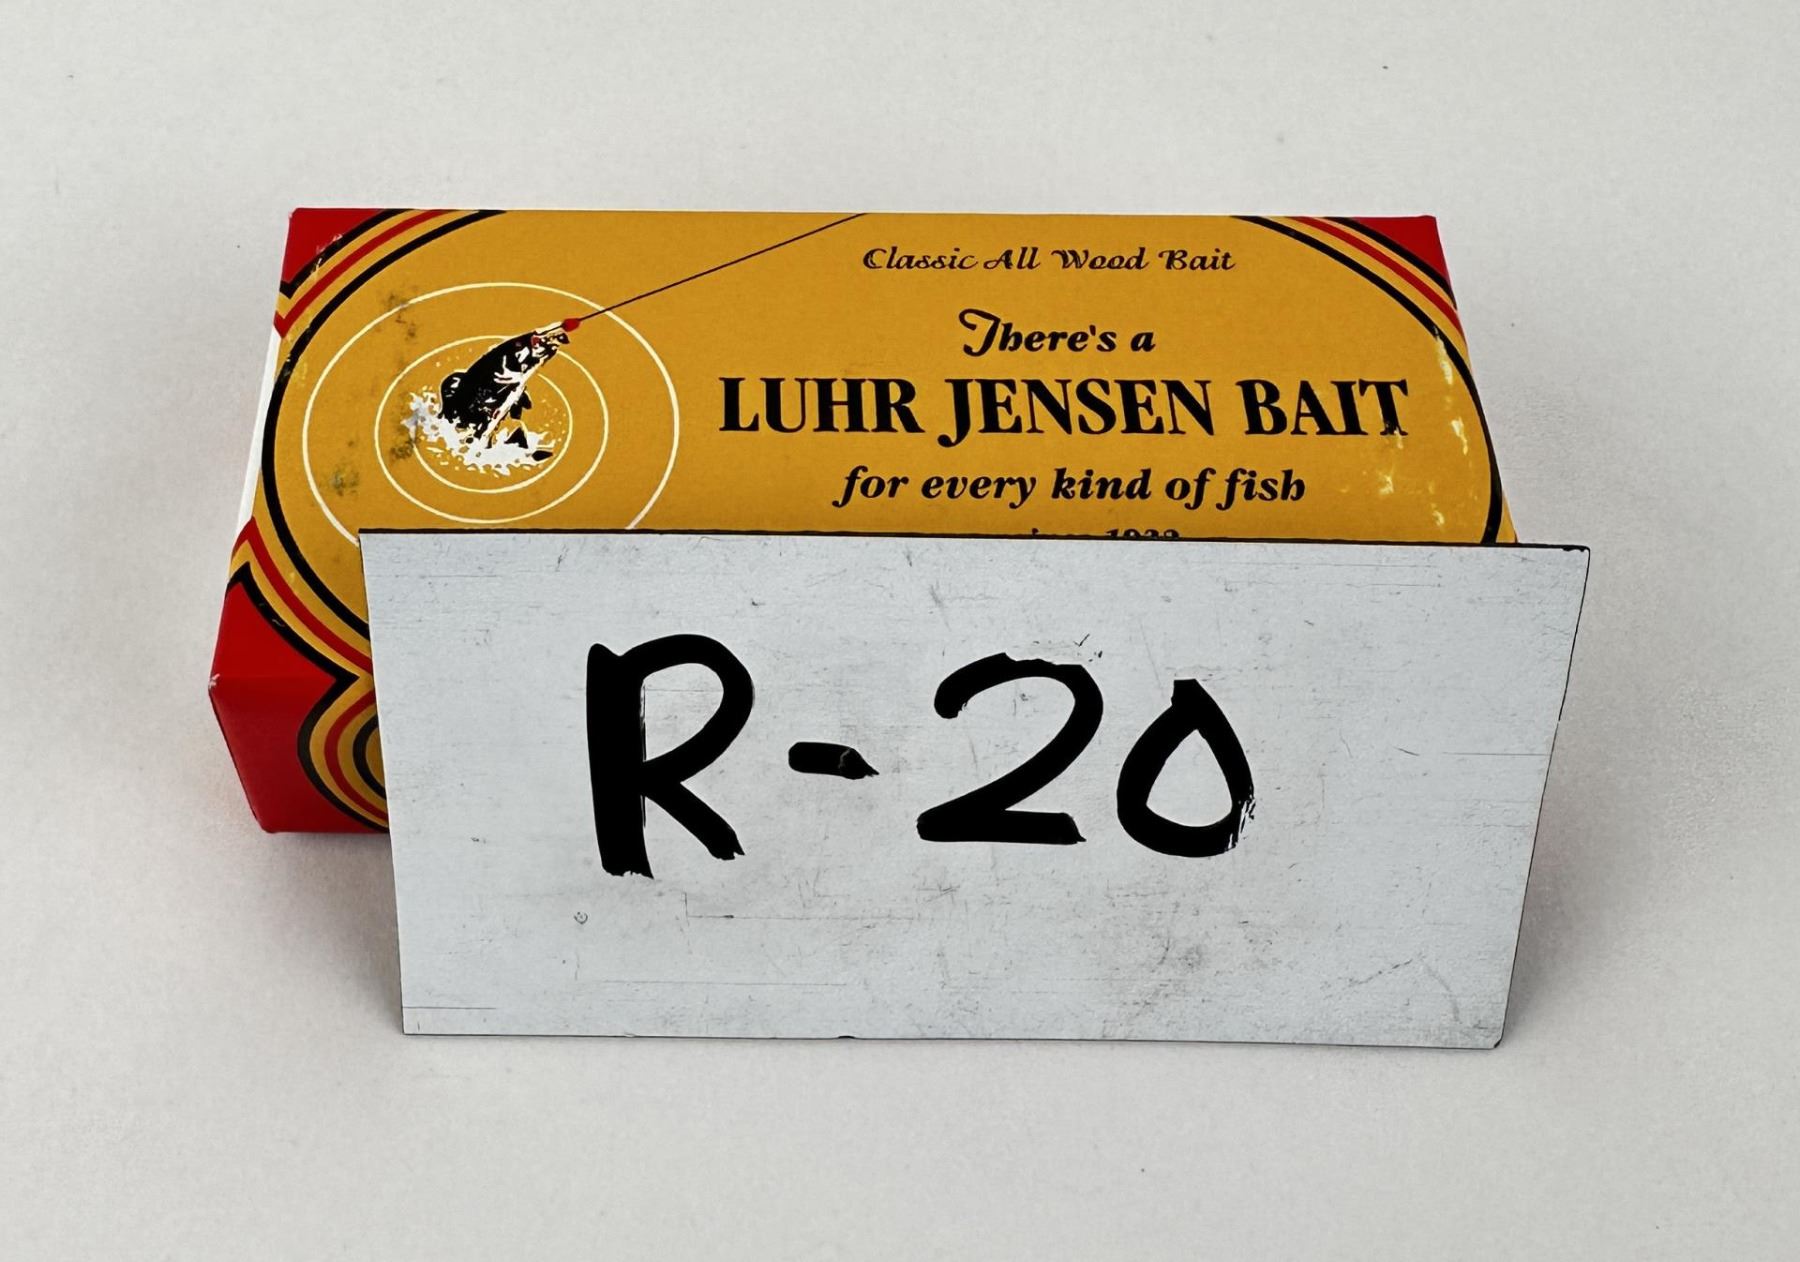 Classic All Wood Bait
There's a
LUHR JENSEN BAIT
for every kind of fish
R-20